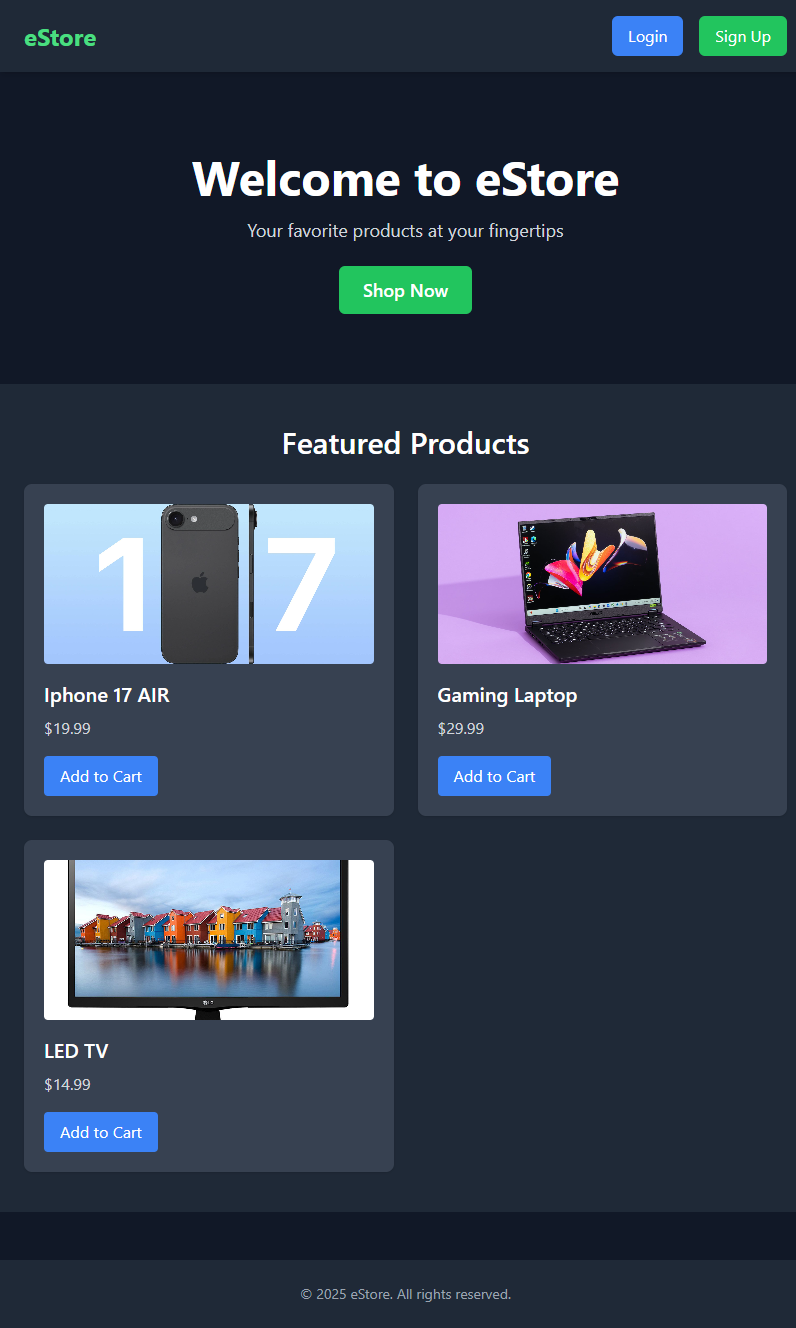 eStore
Login
Sign Up
Welcome to eStore
Your favorite products at your fingertips
Shop Now
Featured Products
17
Iphone 17 AIR
$19.99
Add to Cart
Gaming Laptop
$29.99
Add to Cart
LG
LED TV
$14.99
Add to Cart
© 2025 eStore. All rights reserved.